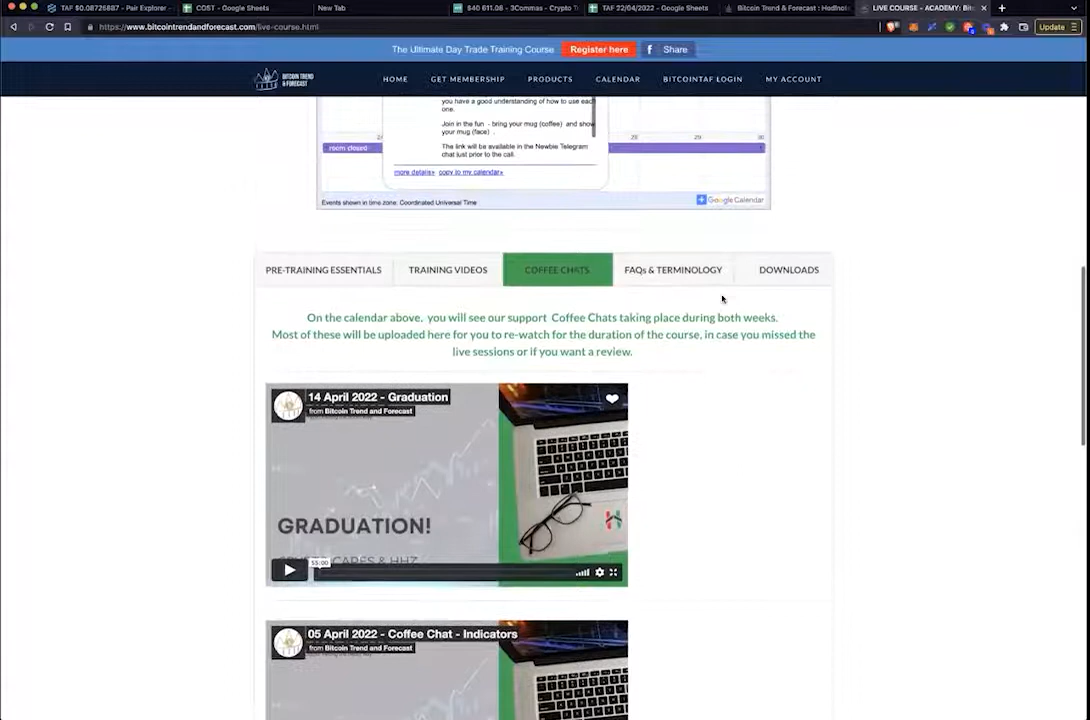 TAF $0.08726887 - Pair Explorer -
COST - Google Sheets
New Tab
$40 611.08 - 3Commas - Crypto T
TAF 22/04/2022 - Google Sheets
Bitcoin Trend & Forecast : Hodlnol
LIVE COURSE - ACADEMY: Bit
https://www.bitcointrendandforecast.com/live-course.html
Update
The Ultimate Day Trade Training Course Register here Share
BITCOIN TREND
& FORECAST
HOME GET MEMBERSHIP PRODUCTS CALENDAR BITCOINTAF LOGIN MY ACCOUNT
you have a good understanding of how to use each
one.
Join in the fun - bring your mug (coffee) and show
your mug (face) .
29 30
room closed
The link will be available in the Newbie Telegram
chat just prior to the call.
more details» copy to my calendar»
Events shown in time zone: Coordinated Universal Time
Google Calendar
PRE-TRAINING ESSENTIALS TRAINING VIDEOS COFFEE CHATS FAQs & TERMINOLOGY DOWNLOADS
On the calendar above, you will see our support Coffee Chats taking place during both weeks.
Most of these will be uploaded here for you to re-watch for the duration of the course, in case you missed the
live sessions or if you want a review.
14 April 2022 - Graduation
from Bitcoin Trend and Forecast
GRADUATION!
55:00
05 April 2022 - Coffee Chat - Indicators
from Bitcoin Trend and Forecast